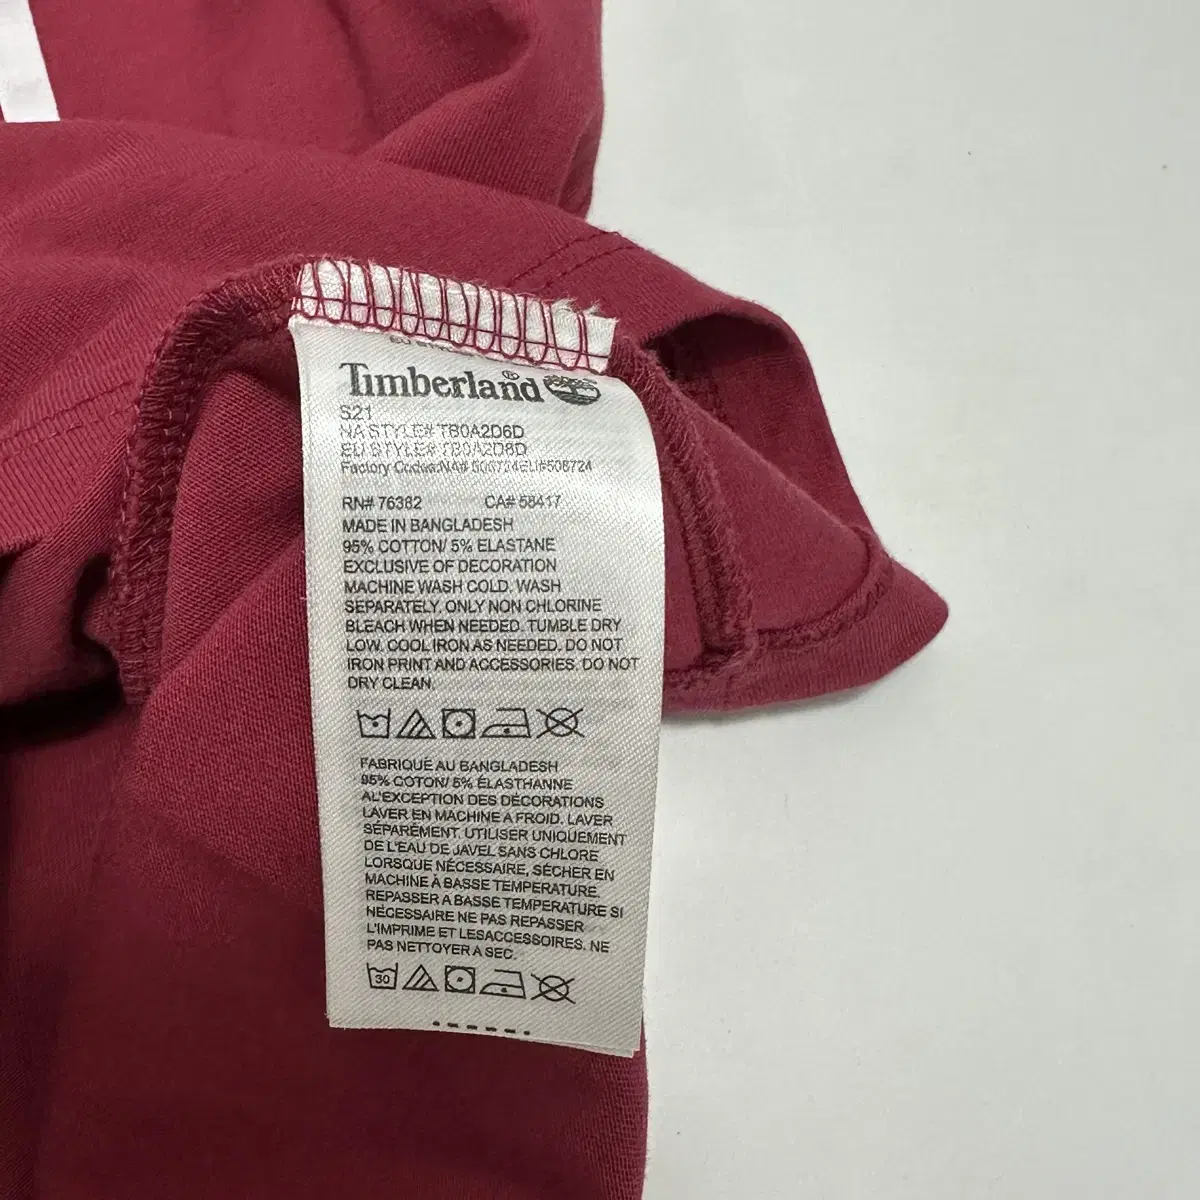 Timberland®
S21
NA STYLE# TB0A2D6D
EU STYLE# TB0A2D6D
Factory Codes:NA# 506724EU#506724
RN# 76382 CA# 58417
MADE IN BANGLADESH
95% COTTON/ 5% ELASTANE
EXCLUSIVE OF DECORATION
MACHINE WASH COLD. WASH
SEPARATELY. ONLY NON CHLORINE
BLEACH WHEN NEEDED. TUMBLE DRY
LOW. COOL IRON AS NEEDED. DO NOT
IRON PRINT AND ACCESSORIES. DO NOT
DRY CLEAN.
FABRIQUÉ AU BANGLADESH
95% COTON/ 5% ÉLASTHANNE
AL'EXCEPTION DES DÉCORATIONS
LAVER EN MACHINE A FROID. LAVER
SÉPARÉMENT. UTILISER UNIQUEMENT
DE L'EAU DE JAVEL SANS CHLORE
LORSQUE NÉCESSAIRE, SÉCHER EN
MACHINE À BASSE TEMPERATURE.
REPASSER A BASSE TEMPERATURE SI
NÉCESSAIRE NE PAS REPASSER
L'IMPRIME ET LESACCESSOIRES. NE
PAS NETTOYER A SEC.
30